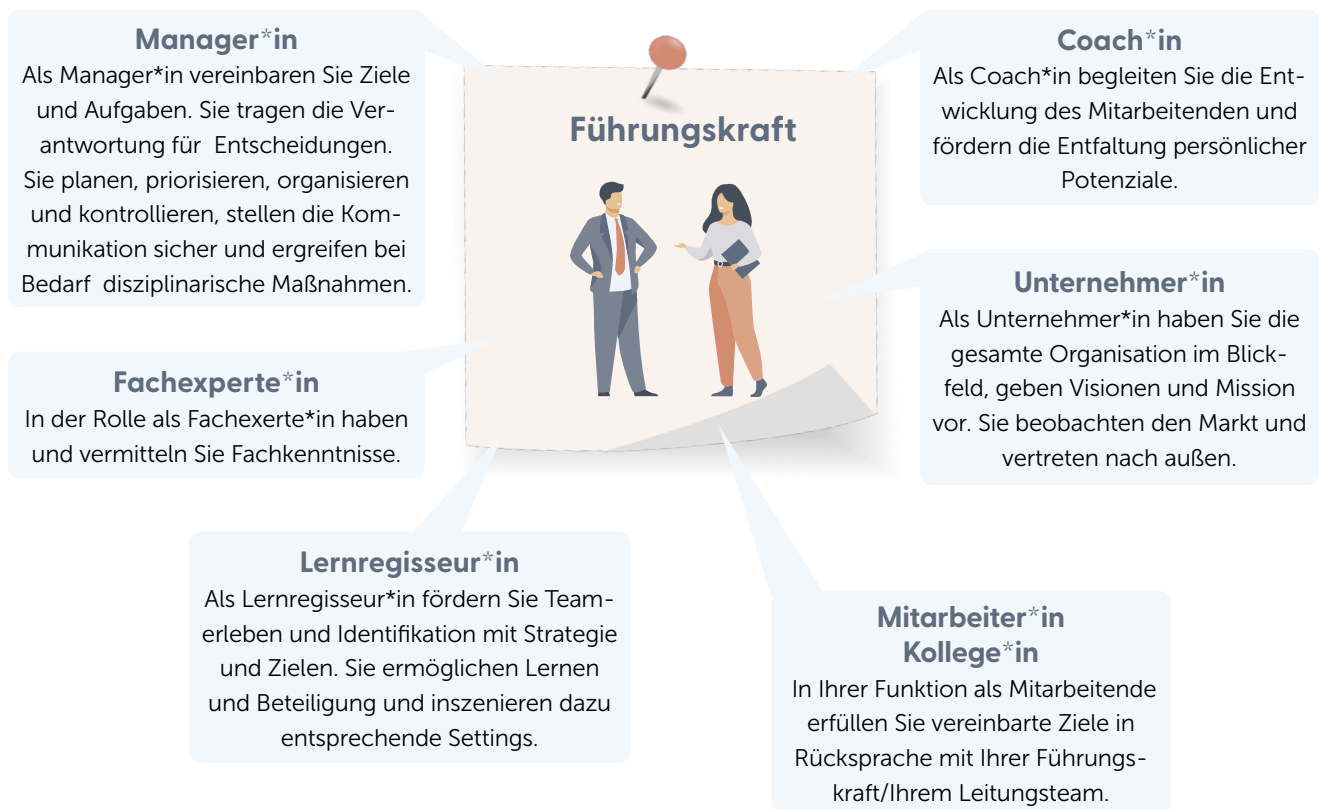 Führungskraft
Manager*in
Als Manager*in vereinbaren Sie Ziele
und Aufgaben. Sie tragen die Ver-
antwortung für  Entscheidungen.
Sie planen, priorisieren, organisieren
und kontrollieren, stellen die Kom-
munikation sicher und ergreifen bei
Bedarf  disziplinarische Maßnahmen.
Coach*in
Als Coach*in begleiten Sie die Ent-
wicklung des Mitarbeitenden und
fördern die Entfaltung persönlicher
Potenziale.
Fachexperte*in
In der Rolle als Fachexerte*in haben
und vermitteln Sie Fachkenntnisse.
Unternehmer*in
Als Unternehmer*in haben Sie die
gesamte Organisation im Blick-
feld, geben Visionen und Mission
vor. Sie beobachten den Markt und
vertreten nach außen.
Lernregisseur*in
Als Lernregisseur*in fördern Sie Team-
erleben und Identifikation mit Strategie
und Zielen. Sie ermöglichen Lernen
und Beteiligung und inszenieren dazu
entsprechende Settings.
Mitarbeiter*in
Kollege*in
In Ihrer Funktion als Mitarbeitende
erfüllen Sie vereinbarte Ziele in
Rücksprache mit Ihrer Führungs-
kraft/Ihrem Leitungsteam.